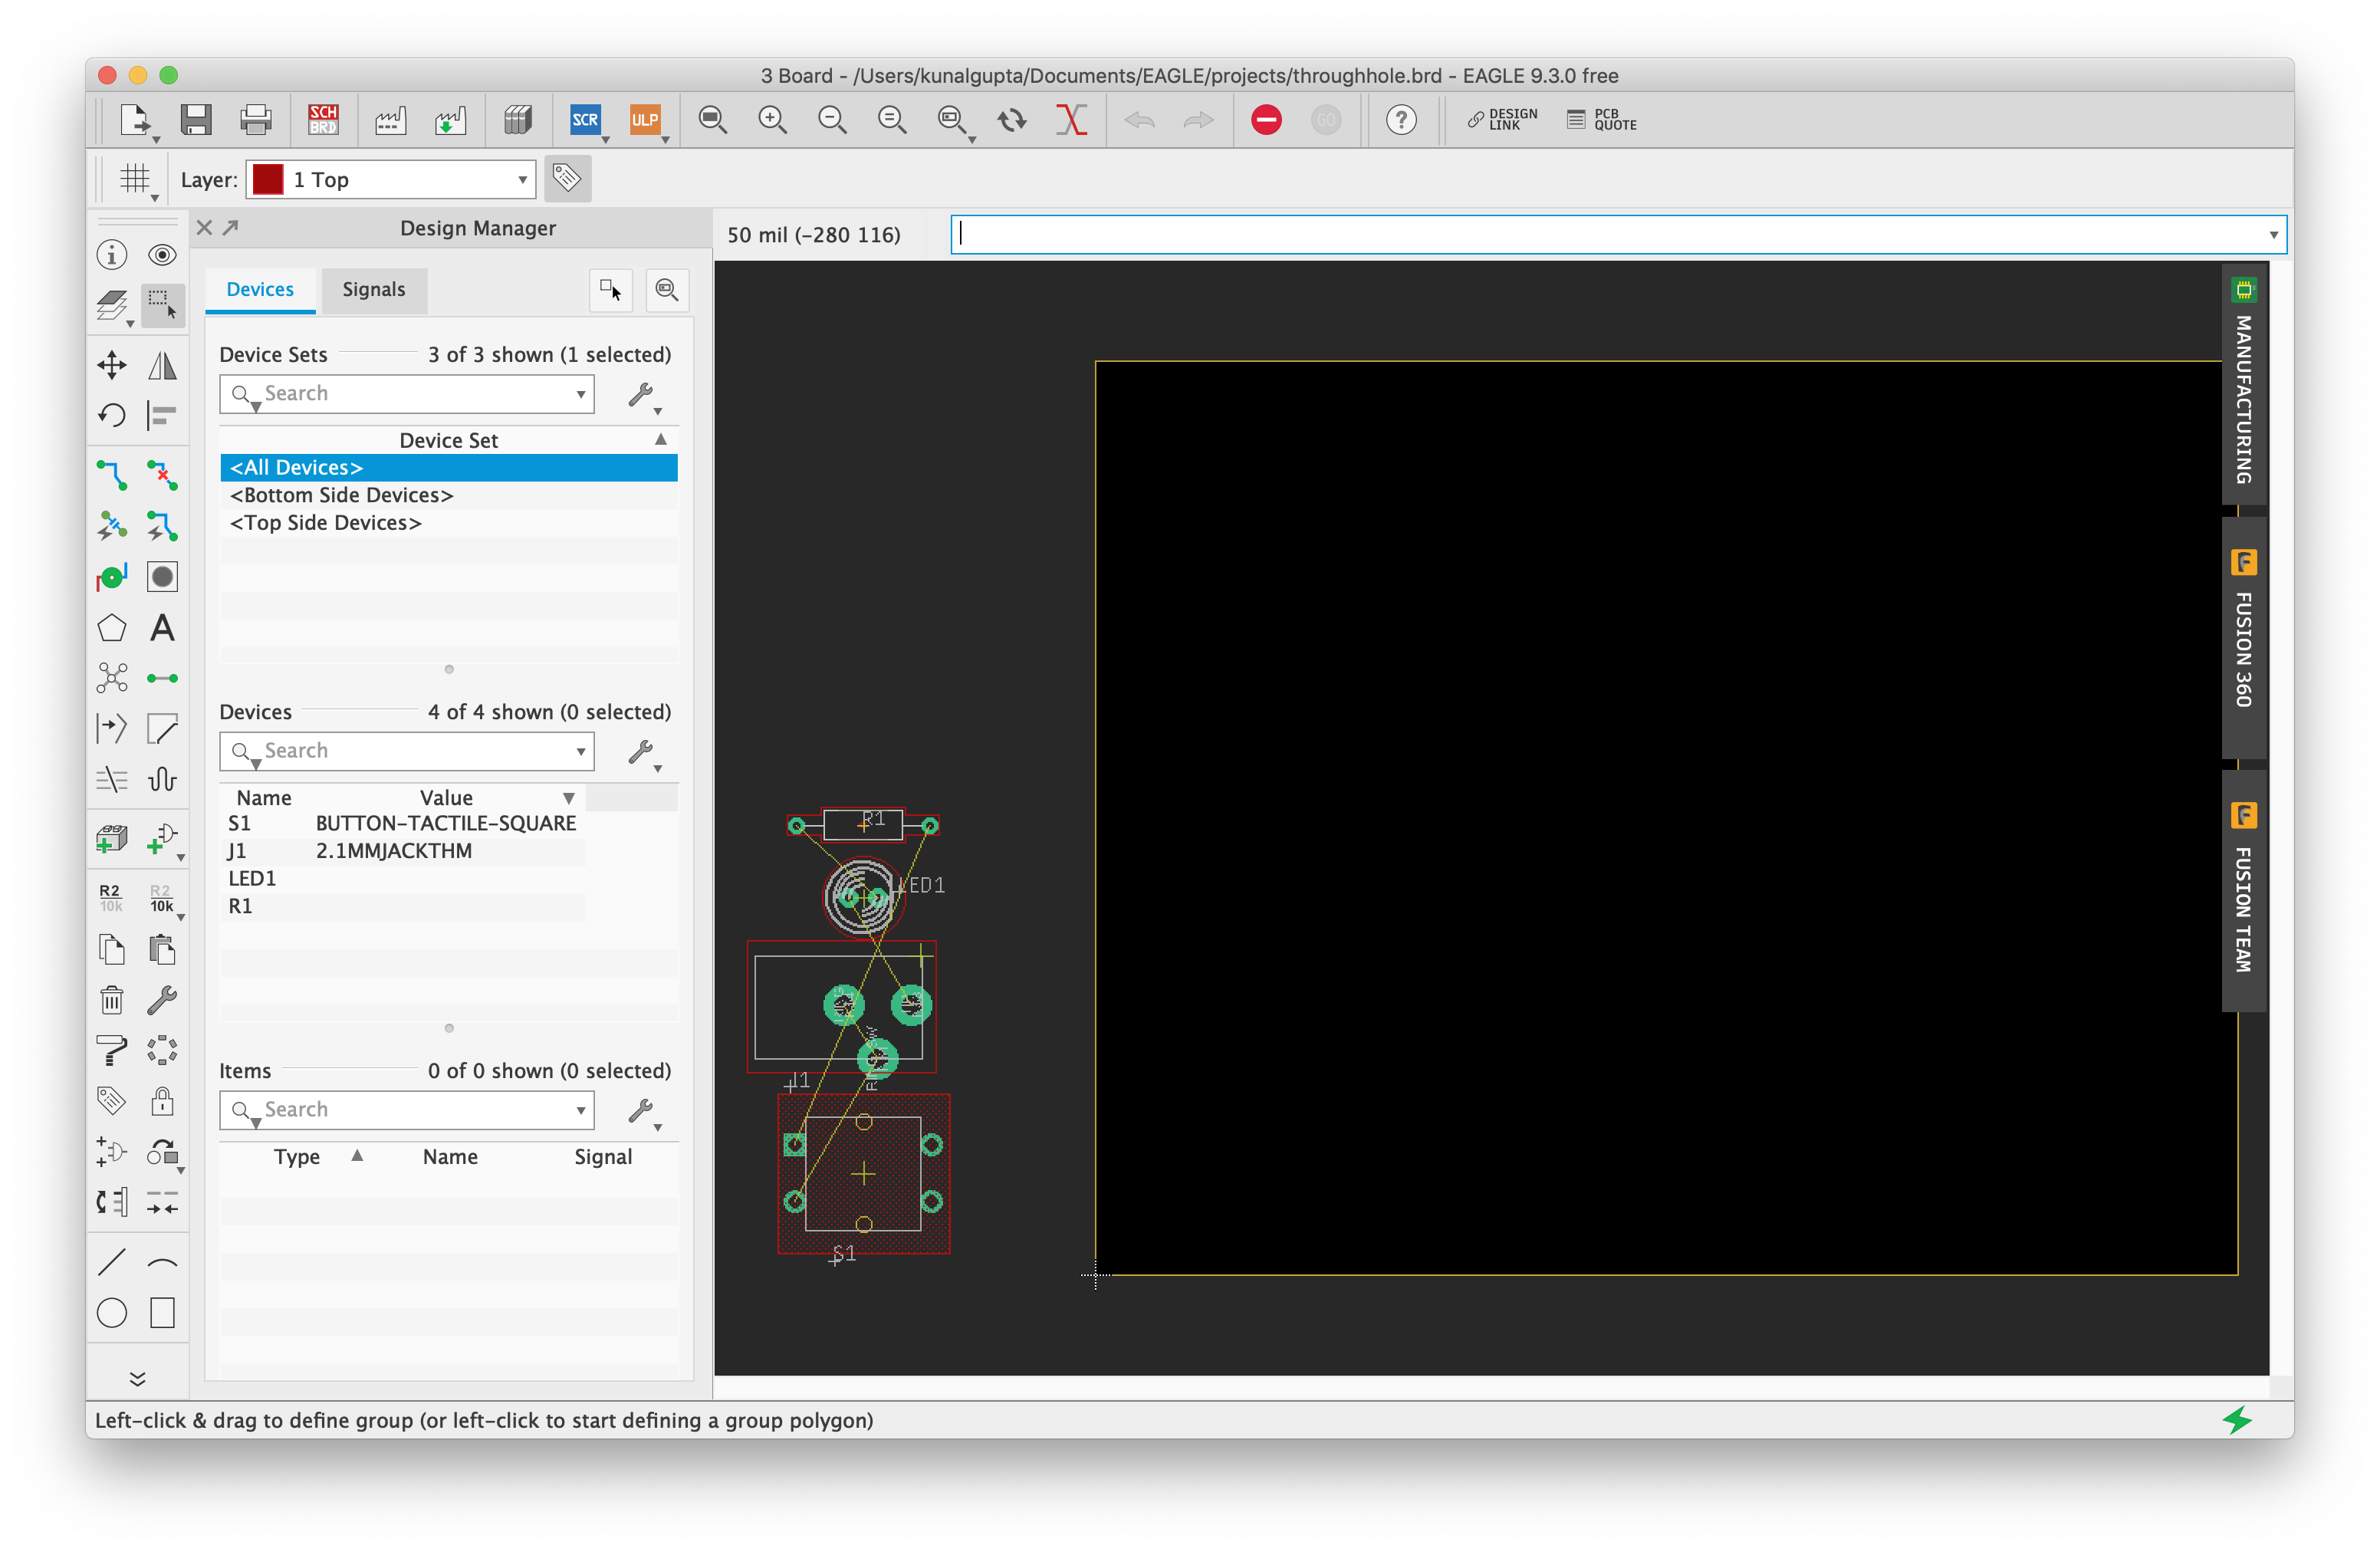 3 Board - /Users/kunalgupta/Documents/EAGLE/projects/throughhole.brd - EAGLE 9.3.0 free
SCH
BRD
SCR
ULP
GO
?
DESIGN
LINK
PCB
QUOTE
Layer:
1 Top
Design Manager
50 mil (-280 116)
Devices
Signals
Device Sets
3 of 3 shown (1 selected)
Search
Device Set
<All Devices>
<Bottom Side Devices>
<Top Side Devices>
Devices
4 of 4 shown (0 selected)
Search
Name
Value
S1
BUTTON-TACTILE-SQUARE
J1
2.1MMJACKTHM
LED1
R1
Items
0 of 0 shown (0 selected)
Search
Type
Name
Signal
i
A
R2
10k
R2
10k
R1
LED1
J1
S1
MANUFACTURING
F
FUSION 360
F
FUSION TEAM
Left-click & drag to define group (or left-click to start defining a group polygon)